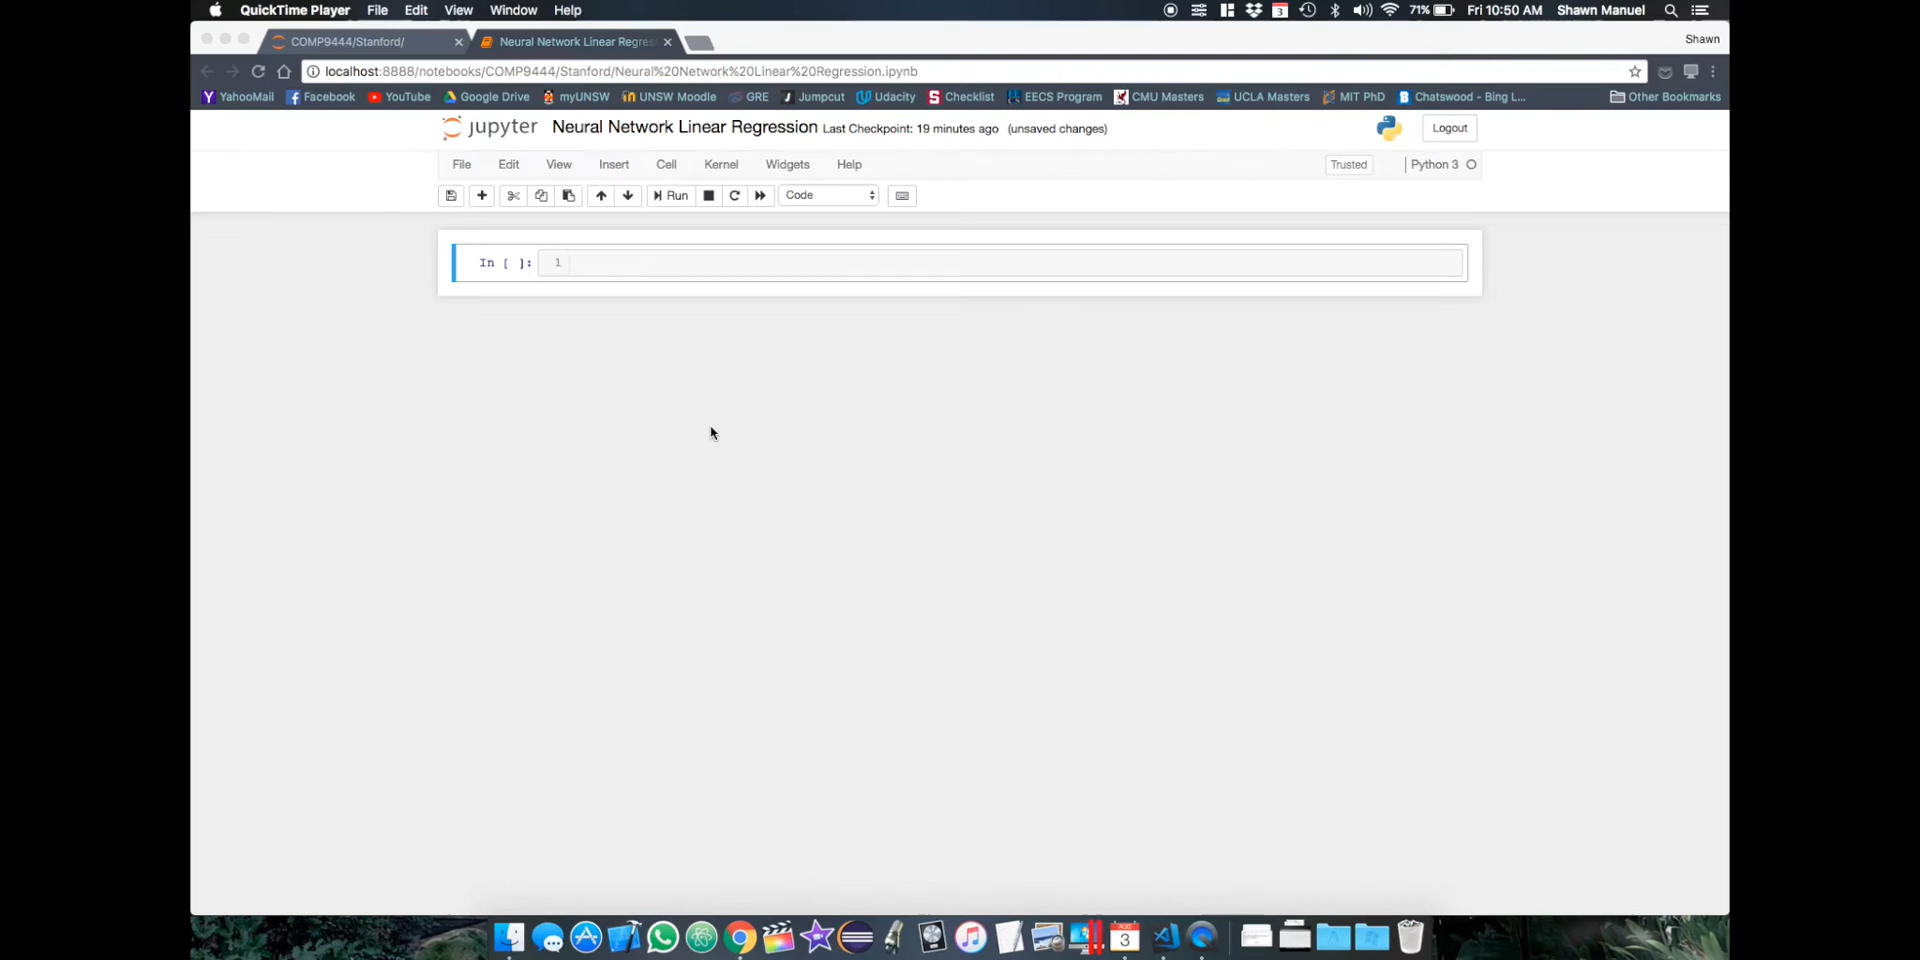 QuickTime Player File Edit View Window Help 3 71% Fri 10:50 AM Shawn Manuel
COMP9444/Stanford/ Neural Network Linear Regres Shawn
localhost:8888/notebooks/COMP9444/Stanford/Neural%20Network%20Linear%20Regression.ipynb
YahooMail Facebook YouTube Google Drive myUNSW UNSW Moodle GRE Jumpcut Udacity Checklist EECS Program CMU Masters UCLA Masters MIT PhD Chatswood - Bing L... Other Bookmarks
jupyter Neural Network Linear Regression Last Checkpoint: 19 minutes ago (unsaved changes) Logout
File Edit View Insert Cell Kernel Widgets Help Trusted Python 3
Run Code
In [ ]: 1
AUG
3